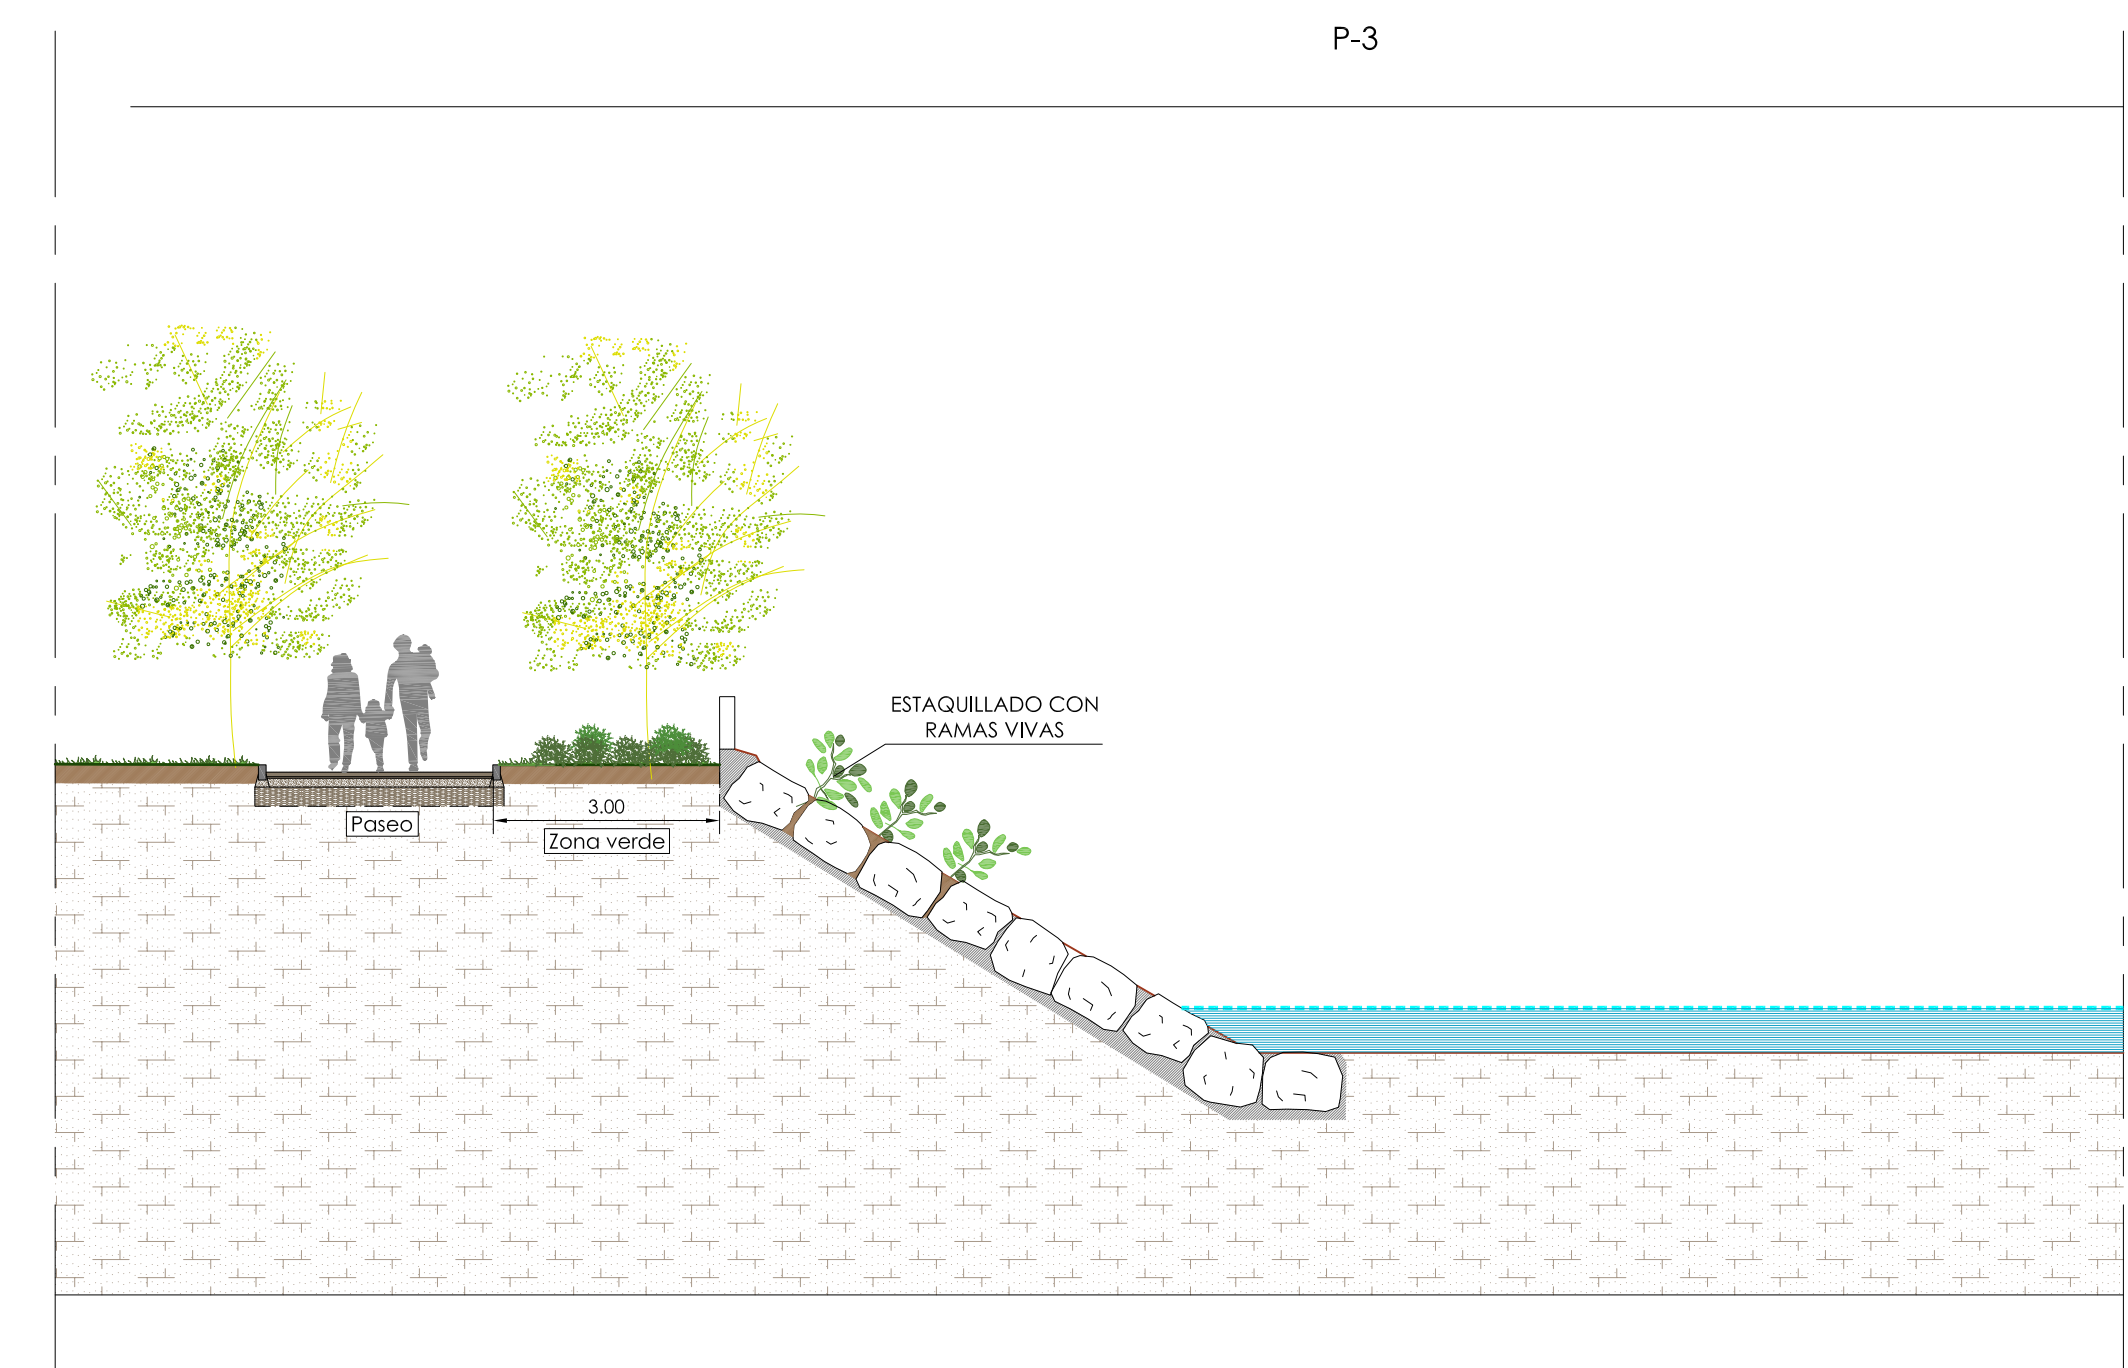 P-3
ESTAQUILLADO CON
RAMAS VIVAS
3.00
Paseo
Zona verde